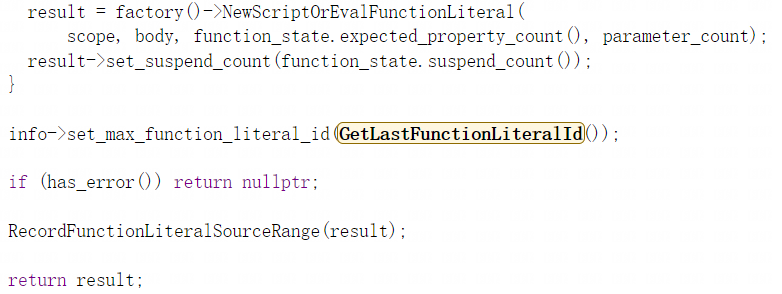 result = factory()->NewScriptOrEvalFunctionLiteral(
scope, body, function_state.expected_property_count(), parameter_count);
result->set_suspend_count(function_state.suspend_count());
}
info->set_max_function_literal_id(GetLastFunctionLiteralId());
if (has_error()) return nullptr;
RecordFunctionLiteralSourceRange(result);
return result;